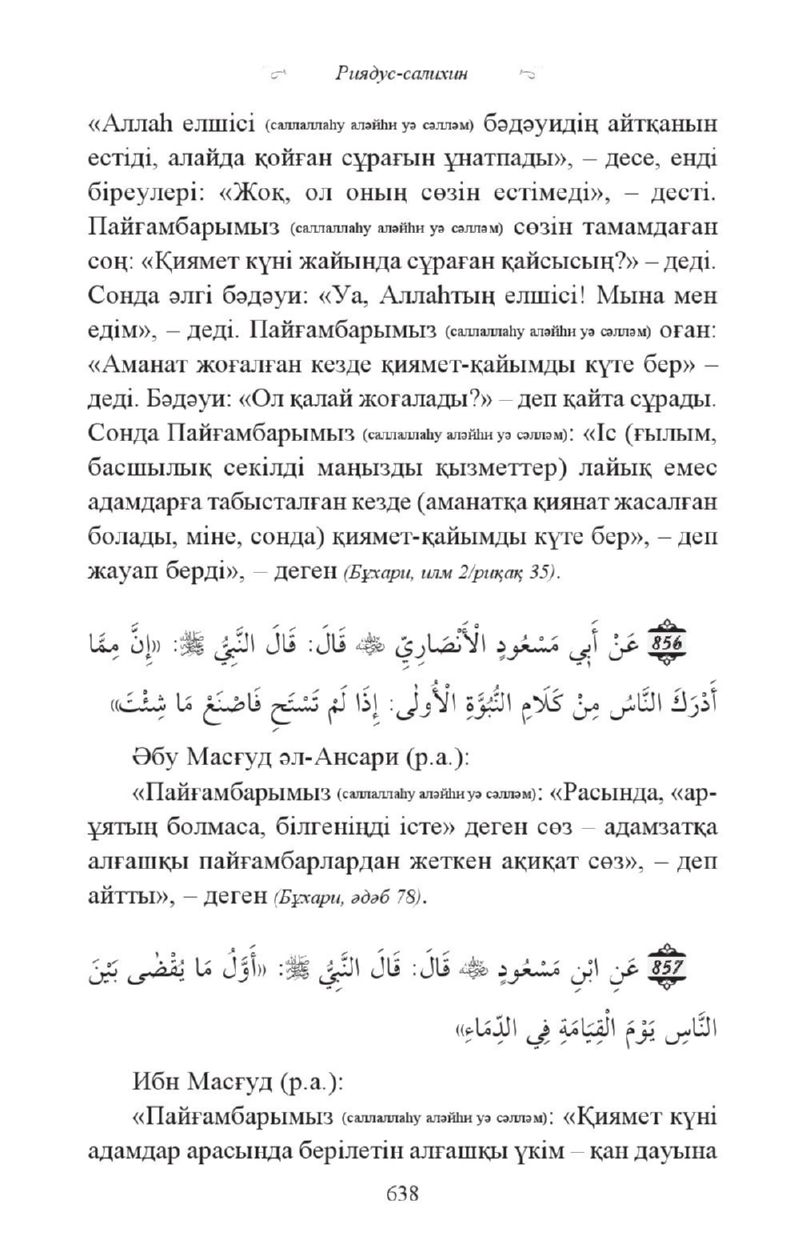 Риядус-салихин
«Аллаһ елшісі (саллаллаһу аләйһи уә сәлләм) бәдәуидің айтқанын
естіді, алайда қойған сұрағын ұнатпады», – десе, енді
біреулері: «Жоқ, ол оның сөзін естімеді», – десті.
Пайғамбарымыз (саллаллаһу аләйһи уә сәлләм) сөзін тамамдаған
соң: «Қиямет күні жайында сұраған қайсысың?» – деді.
Сонда әлгі бәдәуи: «Уа, Аллаһтың елшісі! Мына мен
едім», – деді. Пайғамбарымыз (саллаллаһу аләйһи уә сәлләм) оған:
«Аманат жоғалған кезде қиямет-қайымды күте бер» –
деді. Бәдәуи: «Ол қалай жоғалады?» – деп қайта сұрады.
Сонда Пайғамбарымыз (саллаллаһу аләйһи уә сәлләм): «Іс (ғылым,
басшылық секілді маңызды қызметтер) лайық емес
адамдарға табысталған кезде (аманатқа қиянат жасалған
болады, міне, сонда) қиямет-қайымды күте бер», – деп
жауап берді», – деген (Бұхари, илм 2/риқақ 35).
856 عَنْ أَبِي مَسْعُودٍ الْأَنْصَارِيِّ ﷺ قَالَ: قَالَ النَّبِيُّ ﷺ: «إِنَّ مِمَّا
أَدْرَكَ النَّاسُ مِنْ كَلَامِ النُّبُوَّةِ الْأُولٰى: إِذَا لَمْ تَسْتَحِ فَاصْنَعْ مَا شِئْتَ»
Әбу Масғуд әл-Ансари (р.а.):
«Пайғамбарымыз (саллаллаһу аләйһи уә сәлләм): «Расында, «ар-
ұятың болмаса, білгеніңді істе» деген сөз – адамзатқа
алғашқы пайғамбарлардан жеткен ақиқат сөз», – деп
айтты», – деген (Бұхари, әдәб 78).
857 عَنِ ابْنِ مَسْعُودٍ ﷺ قَالَ: قَالَ النَّبِيُّ ﷺ: «أَوَّلُ مَا يُقْضٰى بَيْنَ
النَّاسِ يَوْمَ الْقِيَامَةِ فِي الدِّمَاءِ»
Ибн Масғуд (р.а.):
«Пайғамбарымыз (саллаллаһу аләйһи уә сәлләм): «Қиямет күні
адамдар арасында берілетін алғашқы үкім – қан дауына
638